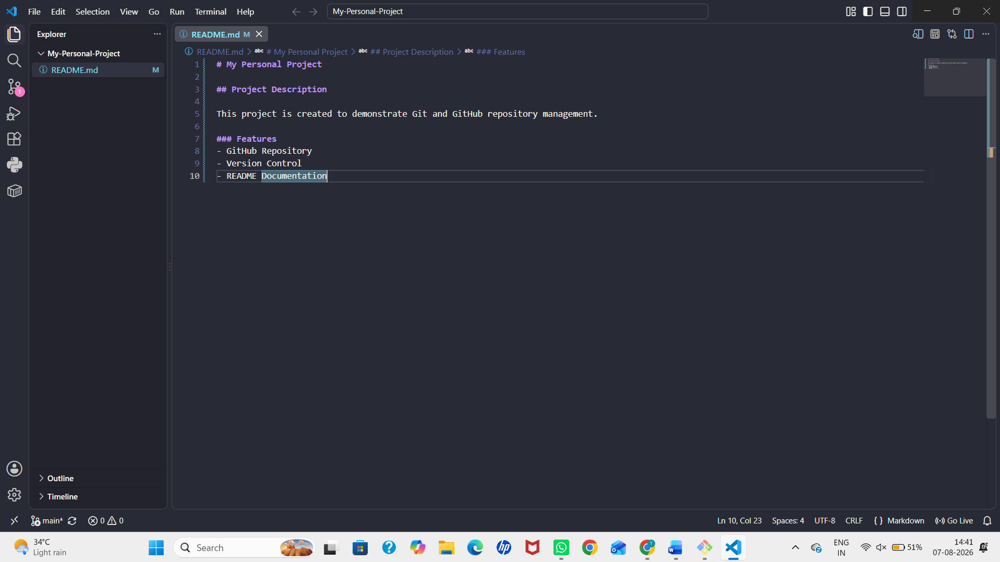 File Edit Selection View Go Run Terminal Help
My-Personal-Project
Explorer
My-Personal-Project
README.md M
1
README.md M
README.md > # My Personal Project > ## Project Description > ### Features
1 # My Personal Project
2
3 ## Project Description
4
5 This project is created to demonstrate Git and GitHub repository management.
6
7 ### Features
8 - GitHub Repository
9 - Version Control
10 - README Documentation
Outline
Timeline
main* 0 0
Ln 10, Col 23 Spaces: 4 UTF-8 CRLF {} Markdown Go Live
34°C
Light rain
Search
hp
ENG
IN
51%
14:41
07-08-2026